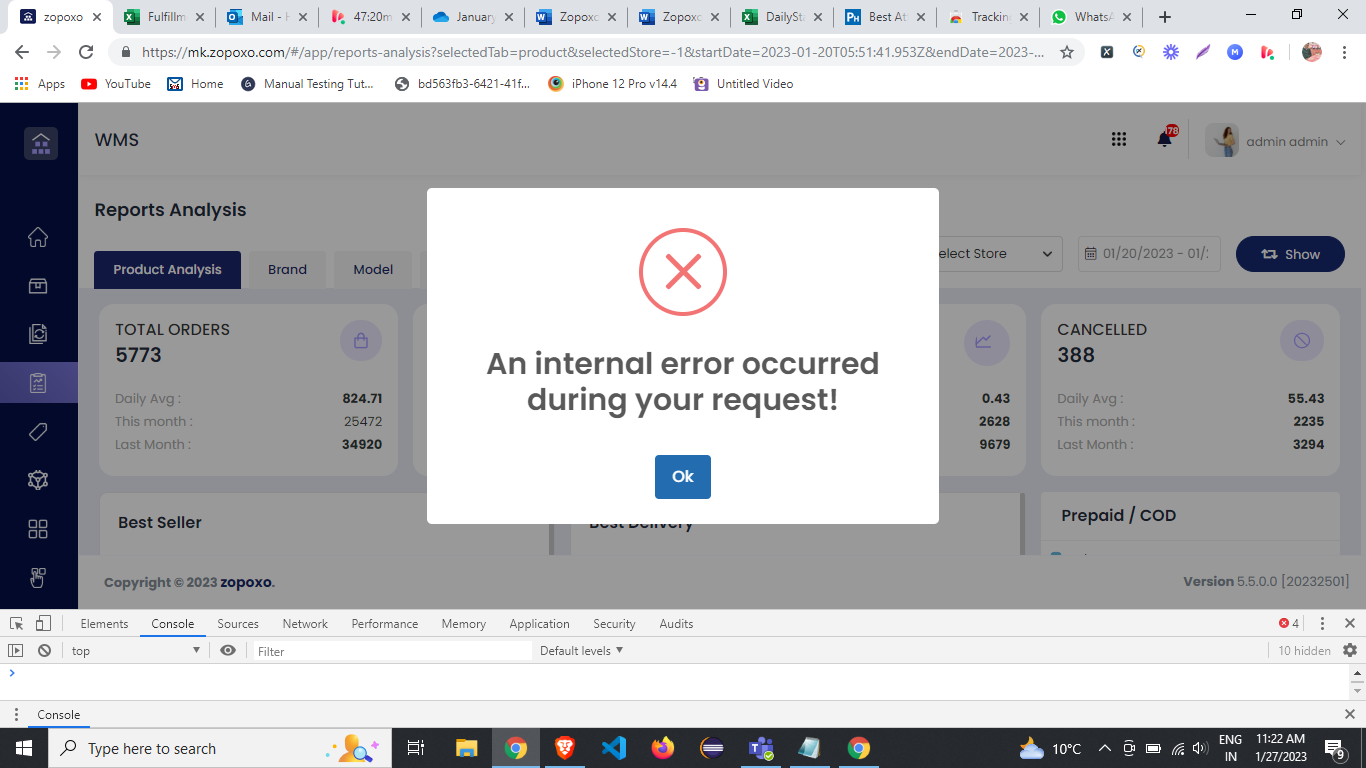 zopoxo
Fulfillm
Mail - H
47:20m
January
Zopoxo
Zopoxo
DailySta
Best At
Tracking
WhatsA
https://mk.zopoxo.com/#/app/reports-analysis?selectedTab=product&selectedStore=-1&startDate=2023-01-20T05:51:41.953Z&endDate=2023-...
Apps
YouTube
Home
Manual Testing Tut...
bd563fb3-6421-41f...
iPhone 12 Pro v14.4
Untitled Video
WMS
178
admin admin
Reports Analysis
Product Analysis
Brand
Model
elect Store
01/20/2023 - 01/
Show
TOTAL ORDERS
5773
Daily Avg : 824.71
This month : 25472
Last Month : 34920
0.43
2628
9679
CANCELLED
388
Daily Avg : 55.43
This month : 2235
Last Month : 3294
An internal error occurred
during your request!
Ok
Best Seller
Best Delivery
Prepaid / COD
Copyright © 2023 zopoxo.
Version 5.5.0.0 [20232501]
Elements
Console
Sources
Network
Performance
Memory
Application
Security
Audits
4
top
Filter
Default levels
10 hidden
Console
Type here to search
10°C
ENG
IN
11:22 AM
1/27/2023
9